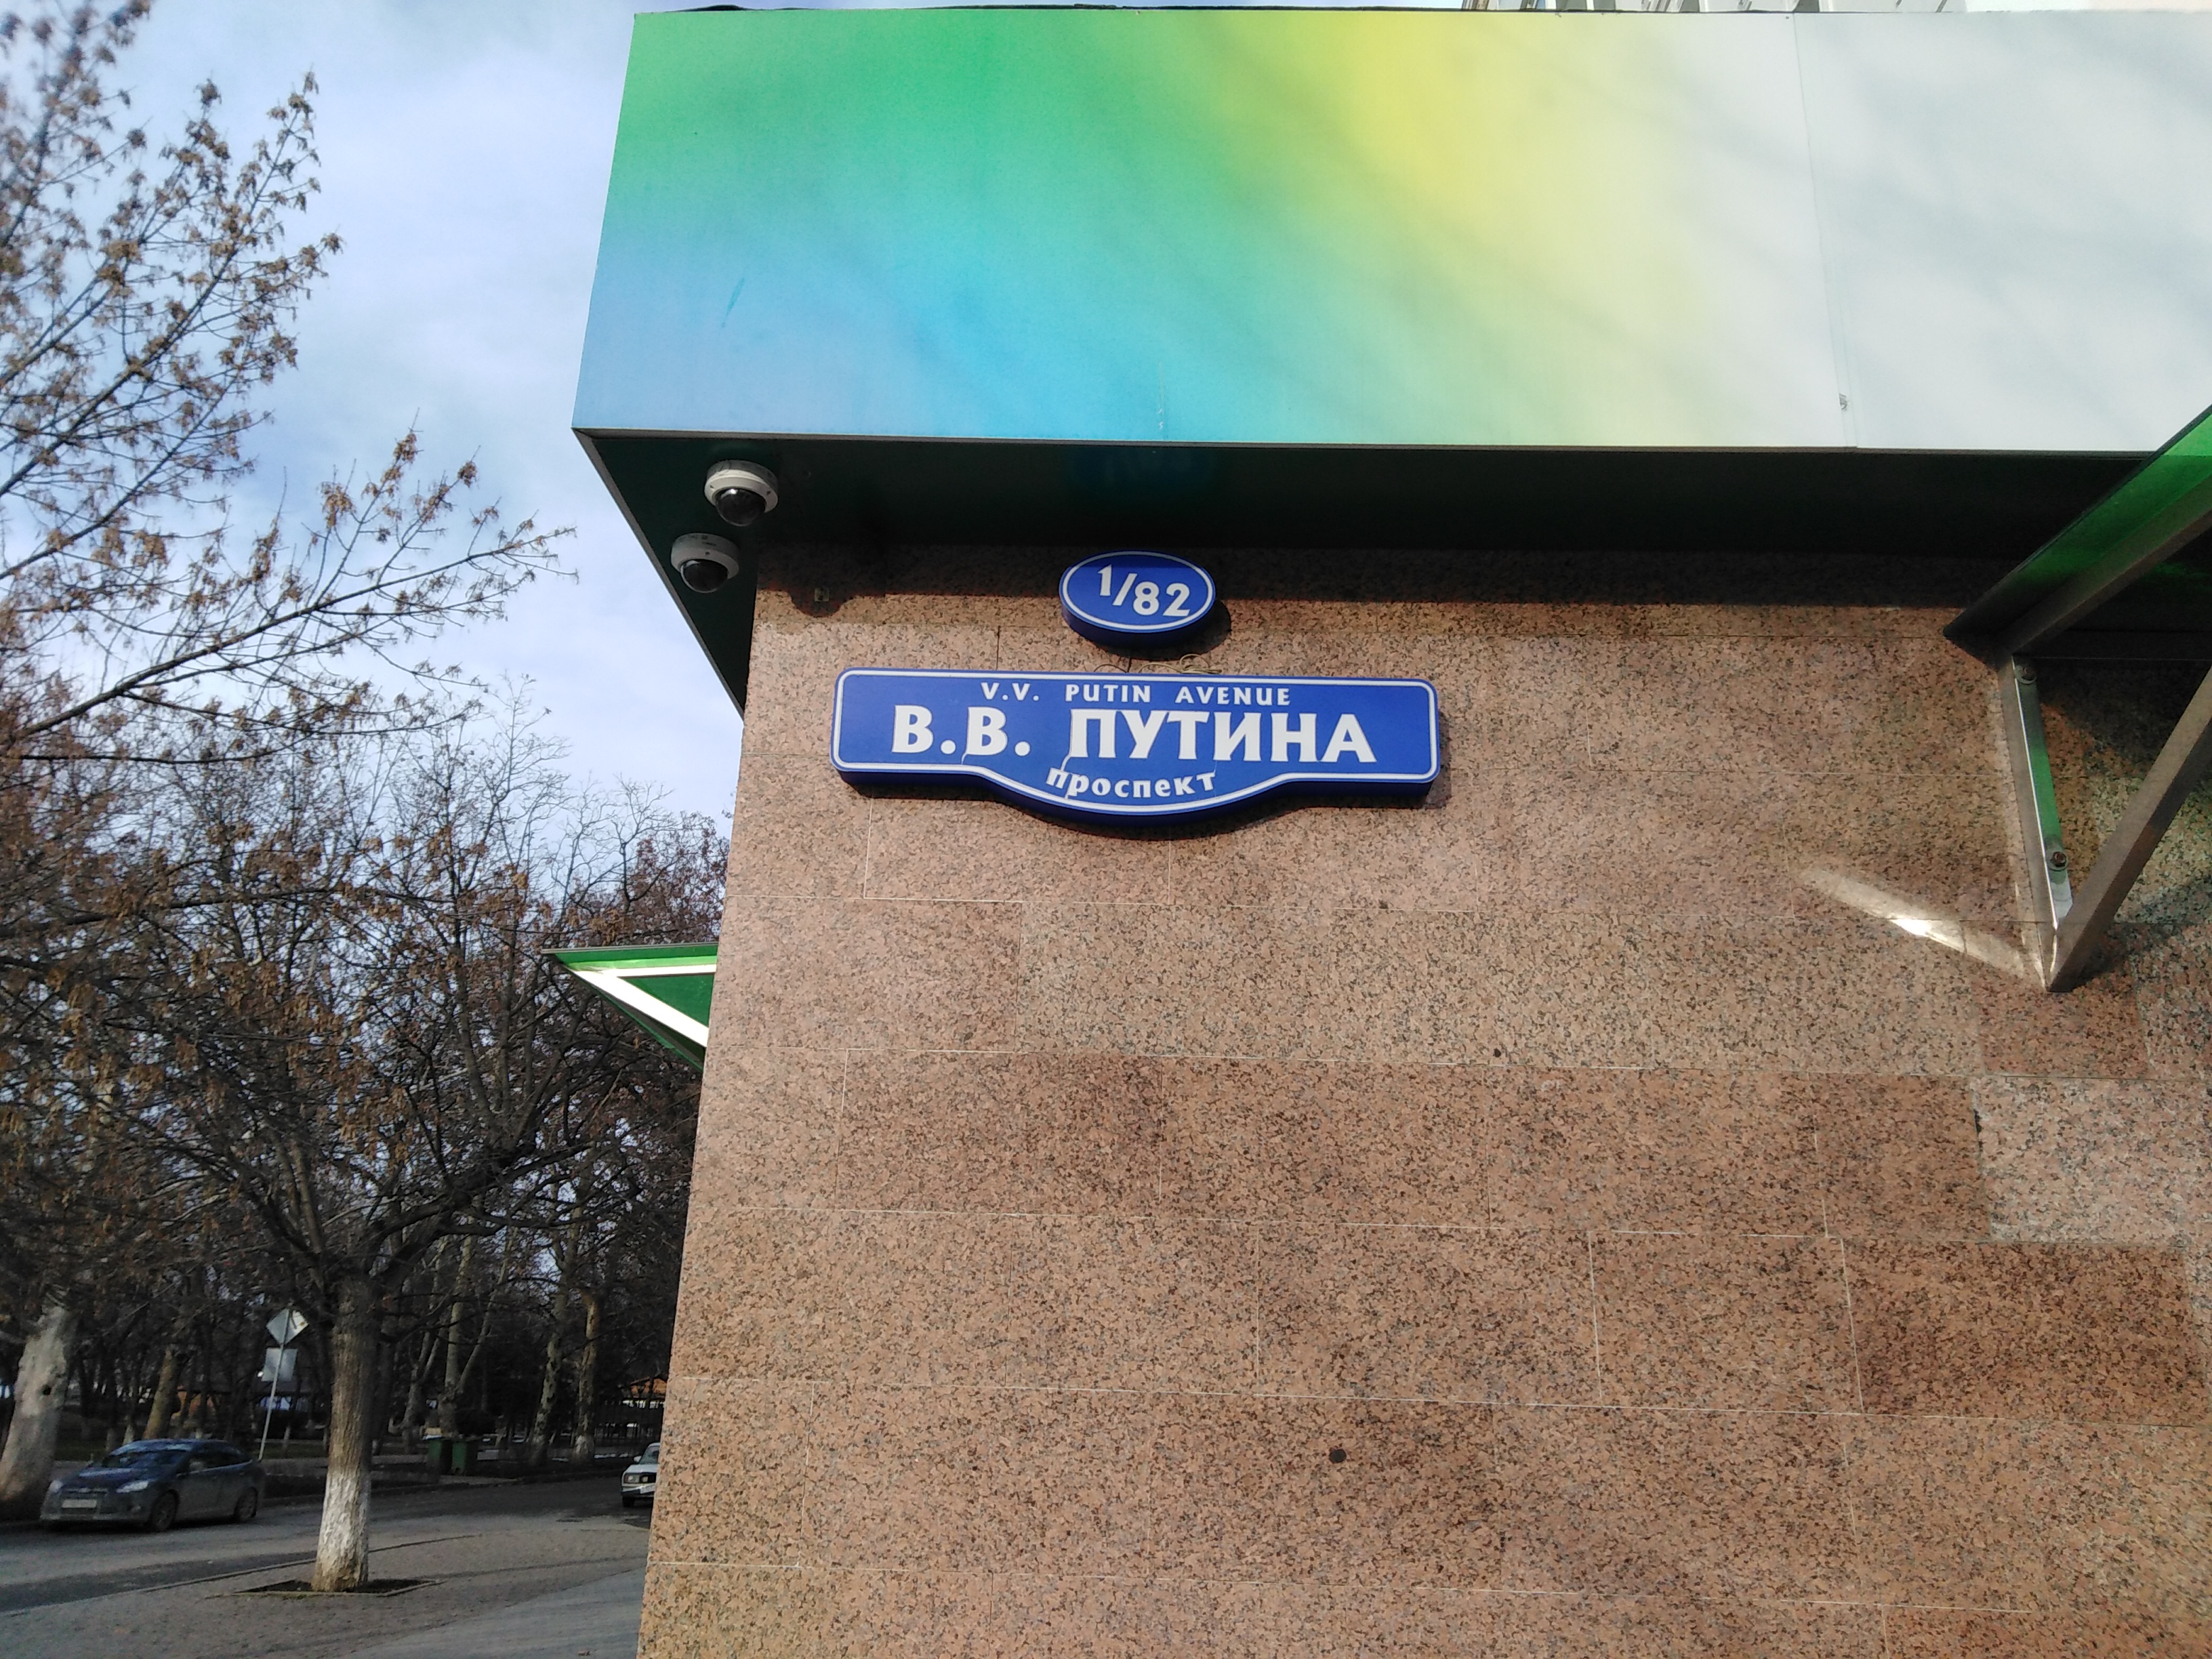 1/82
V.V. PUTIN AVENUE
В.В. ПУТИНА
проспект